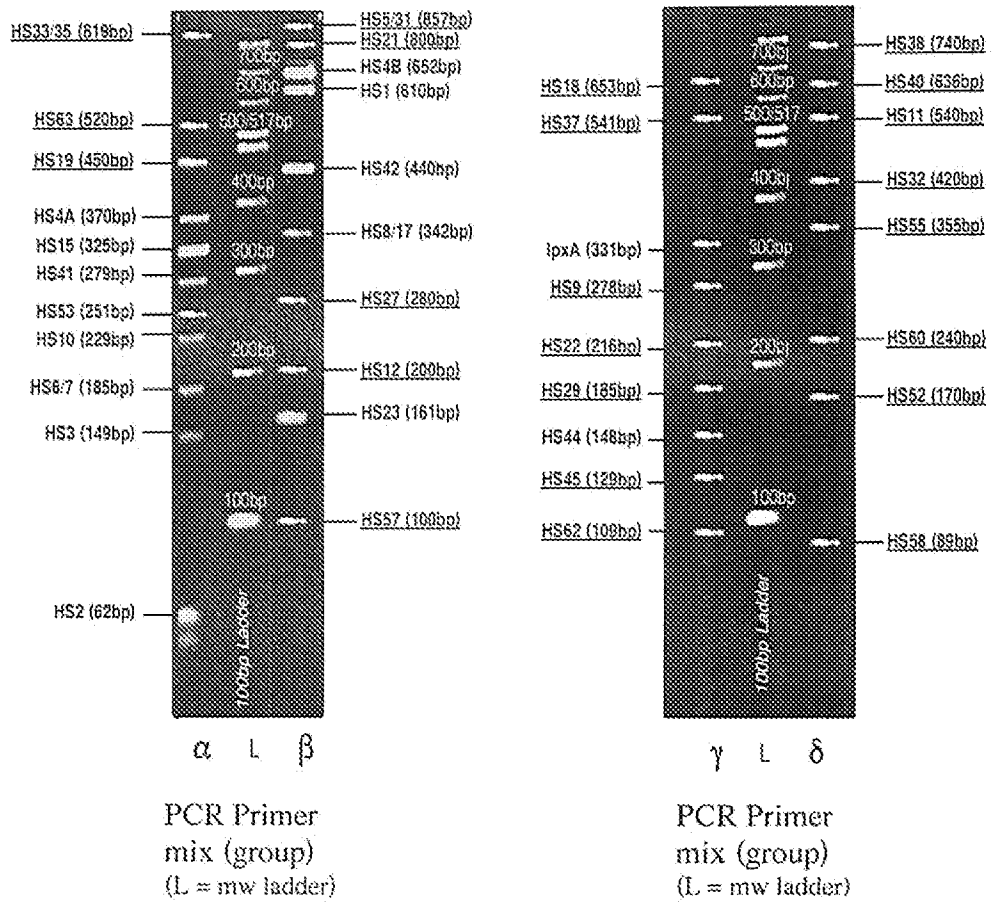 HS33/35 (819bp)
HS63 (520bp)
HS19 (450bp)
HS4A (370bp)
HS15 (325bp)
HS41 (279bp)
HS53 (251bp)
HS10 (229bp)
HS6/7 (185bp)
HS3 (149bp)
HS2 (62bp)
700bp
600bp
500/517bp
400bp
300bp
200bp
100bp
100bp Ladder
HS5/31 (857bp)
HS21 (800bp)
HS4B (652bp)
HS1 (610bp)
HS42 (440bp)
HS8/17 (342bp)
HS27 (280bp)
HS12 (200bp)
HS23 (161bp)
HS57 (100bp)
α L β
PCR Primer
mix (group)
(L = mw ladder)
HS18 (653bp)
HS37 (541bp)
lpxA (331bp)
HS9 (278bp)
HS22 (216bp)
HS29 (185bp)
HS44 (148bp)
HS45 (129bp)
HS62 (109bp)
700bp
600bp
500/517
400bp
300bp
200bp
100bp
100bp Ladder
HS38 (740bp)
HS40 (636bp)
HS11 (540bp)
HS32 (420bp)
HS55 (355bp)
HS60 (240bp)
HS52 (170bp)
HS58 (89bp)
γ L δ
PCR Primer
mix (group)
(L = mw ladder)